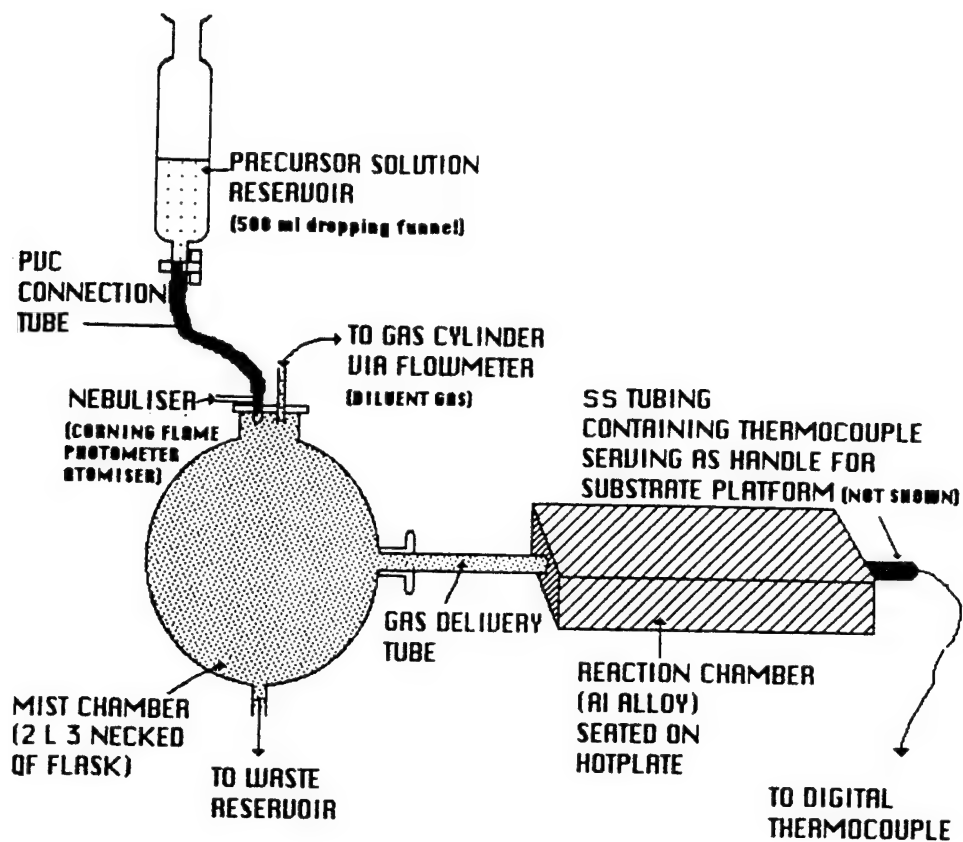 PRECURSOR SOLUTION
RESERVOIR
(500 ml dropping funnel)
PVC
CONNECTION
TUBE
TO GAS CYLINDER
VIA FLOWMETER
(DILUENT GAS)
NEBULISER
(CORNING FLAME
PHOTOMETER
ATOMISER)
SS TUBING
CONTAINING THERMOCOUPLE
SERVING AS HANDLE FOR
SUBSTRATE PLATFORM (NOT SHOWN)
GAS DELIVERY
TUBE
REACTION CHAMBER
(Al ALLOY)
SEATED ON
HOTPLATE
MIST CHAMBER
(2 L 3 NECKED
QF FLASK)
TO WASTE
RESERVOIR
TO DIGITAL
THERMOCOUPLE